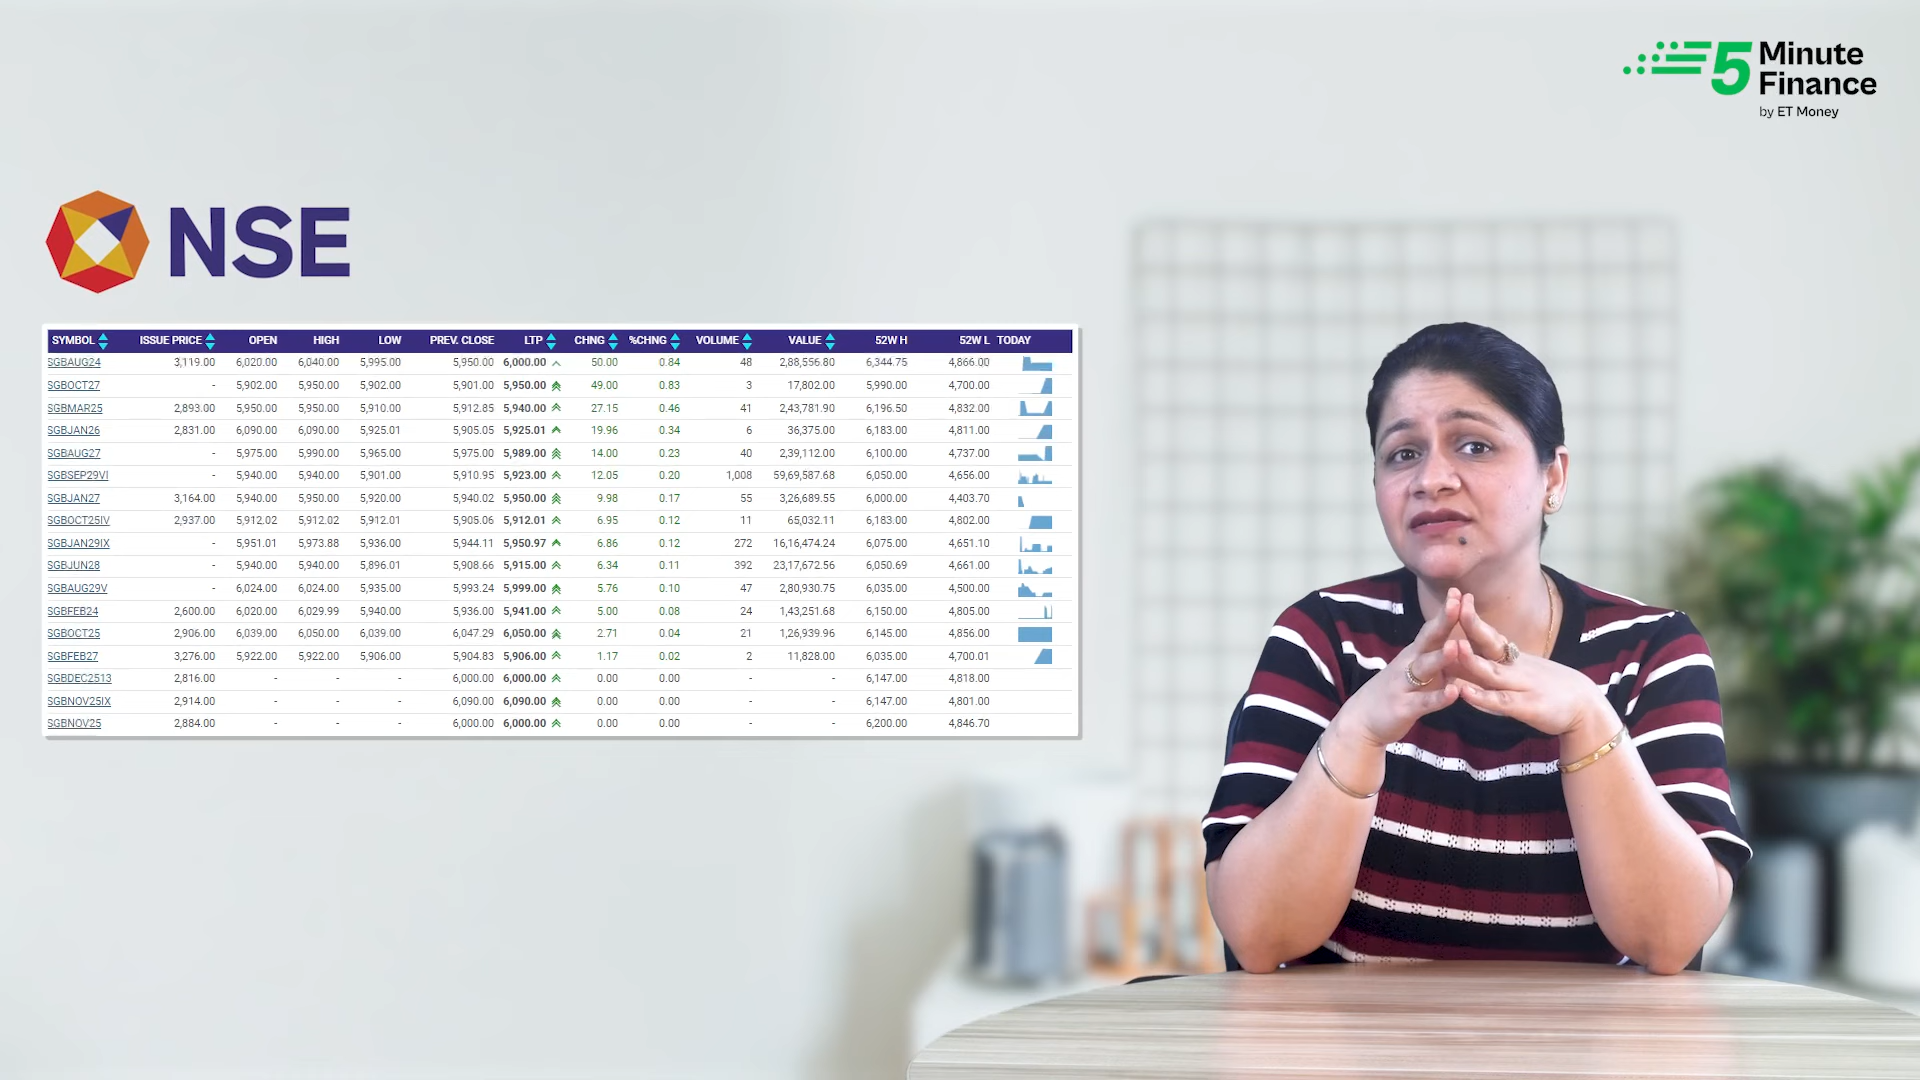 5 Minute
Finance
by ET Money
NSE
SYMBOL ISSUE PRICE OPEN HIGH LOW PREV. CLOSE LTP CHNG %CHNG VOLUME VALUE 52W H 52W L TODAY
SGBAUG24 3,119.00 6,020.00 6,040.00 5,995.00 5,950.00 6,000.00 50.00 0.84 48 2,88,556.80 6,344.75 4,866.00
SGBOCT27 - 5,902.00 5,950.00 5,902.00 5,901.00 5,950.00 49.00 0.83 3 17,802.00 5,990.00 4,700.00
SGBMAR25 2,893.00 5,950.00 5,950.00 5,910.00 5,912.85 5,940.00 27.15 0.46 41 2,43,781.90 6,196.50 4,832.00
SGBJAN26 2,831.00 6,090.00 6,090.00 5,925.01 5,905.05 5,925.01 19.96 0.34 6 36,375.00 6,183.00 4,811.00
SGBAUG27 - 5,975.00 5,990.00 5,965.00 5,975.00 5,989.00 14.00 0.23 40 2,39,112.00 6,100.00 4,737.00
SGBSEP29VI - 5,940.00 5,940.00 5,901.00 5,910.95 5,923.00 12.05 0.20 1,008 59,69,587.68 6,050.00 4,656.00
SGBJAN27 3,164.00 5,940.00 5,950.00 5,920.00 5,940.02 5,950.00 9.98 0.17 55 3,26,689.55 6,000.00 4,403.70
SGBOCT25IV 2,937.00 5,912.02 5,912.02 5,912.01 5,905.06 5,912.01 6.95 0.12 11 65,032.11 6,183.00 4,802.00
SGBJAN29IX - 5,951.01 5,973.88 5,936.00 5,944.11 5,950.97 6.86 0.12 272 16,16,474.24 6,075.00 4,651.10
SGBJUN28 - 5,940.00 5,940.00 5,896.01 5,908.66 5,915.00 6.34 0.11 392 23,17,672.56 6,050.69 4,661.00
SGBAUG29V - 6,024.00 6,024.00 5,935.00 5,993.24 5,999.00 5.76 0.10 47 2,80,930.75 6,035.00 4,500.00
SGBFEB24 2,600.00 6,020.00 6,029.99 5,940.00 5,936.00 5,941.00 5.00 0.08 24 1,43,251.68 6,150.00 4,805.00
SGBOCT25 2,906.00 6,039.00 6,050.00 6,039.00 6,047.29 6,050.00 2.71 0.04 21 1,26,939.96 6,145.00 4,856.00
SGBFEB27 3,276.00 5,922.00 5,922.00 5,906.00 5,904.83 5,906.00 1.17 0.02 2 11,828.00 6,035.00 4,700.01
SGBDEC2513 2,816.00 - - - 6,000.00 6,000.00 0.00 0.00 - - 6,147.00 4,818.00
SGBNOV25IX 2,914.00 - - - 6,090.00 6,090.00 0.00 0.00 - - 6,147.00 4,801.00
SGBNOV25 2,884.00 - - - 6,000.00 6,000.00 0.00 0.00 - - 6,200.00 4,846.70